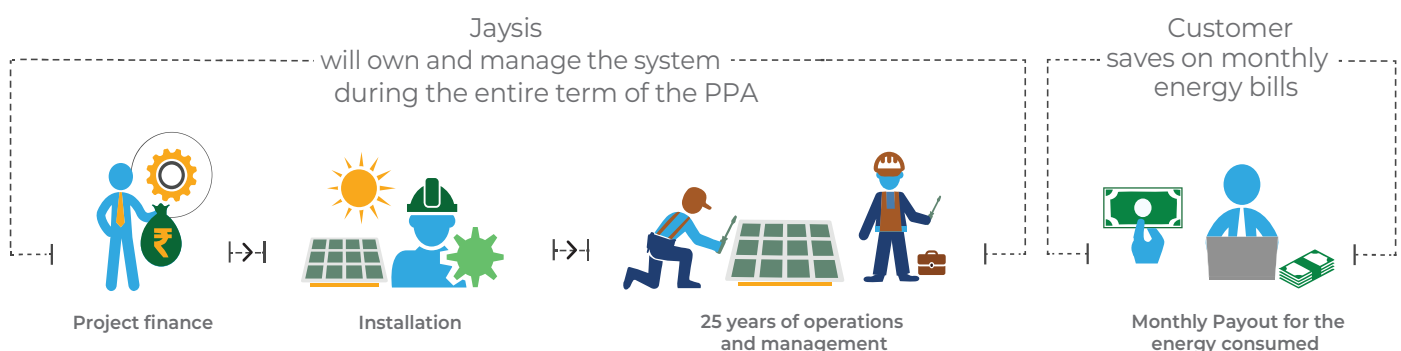 Jaysis
will own and manage the system
during the entire term of the PPA
Customer
saves on monthly
energy bills
₹
Project finance
Installation
25 years of operations
and management
Monthly Payout for the
energy consumed